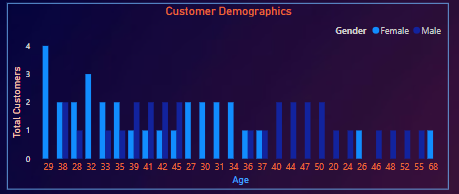 Customer Demographics
Gender Female Male
Total Customers
4
3
2
1
0
29 38 28 32 33 35 39 41 42 45 27 30 31 34 36 37 40 44 47 50 24 25 26 43 46 48 52 55 68
Age